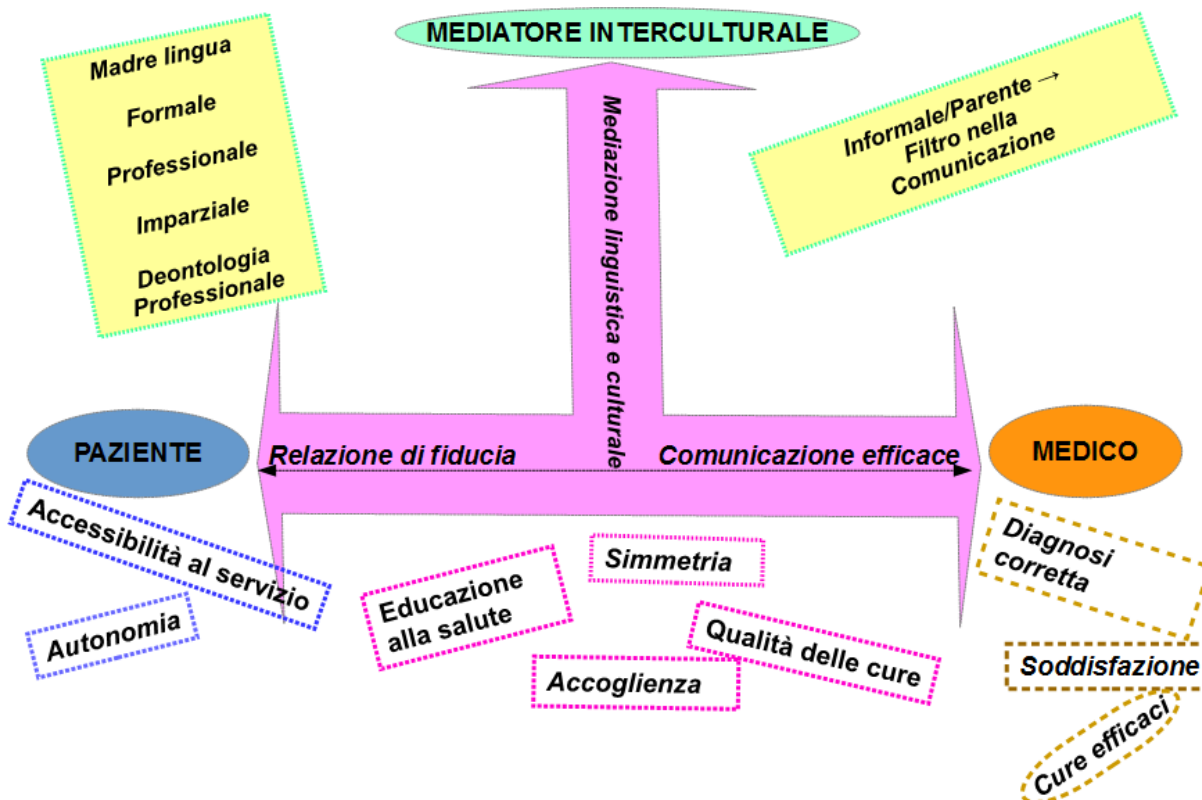 MEDIATORE INTERCULTURALE
Madre lingua
Formale
Professionale
Imparziale
Deontologia
Professionale
Informale/Parente →
Filtro nella
Comunicazione
Mediazione linguistica e culturale
PAZIENTE
Relazione di fiducia
Comunicazione efficace
MEDICO
Accessibilità al servizio
Autonomia
Educazione
alla salute
Simmetria
Qualità delle cure
Accoglienza
Diagnosi
corretta
Soddisfazione
Cure efficaci